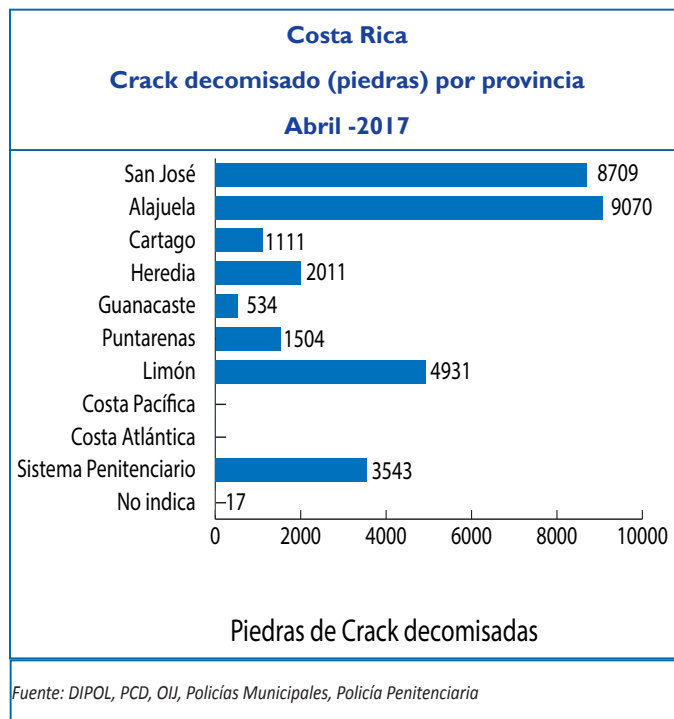 Costa Rica
Crack decomisado (piedras) por provincia
Abril -2017
San José 8709
Alajuela 9070
Cartago 1111
Heredia 2011
Guanacaste 534
Puntarenas 1504
Limón 4931
Costa Pacífica
Costa Atlántica
Sistema Penitenciario 3543
No indica 17
0 2000 4000 6000 8000 10000
Piedras de Crack decomisadas
Fuente: DIPOL, PCD, OIJ, Policías Municipales, Policía Penitenciaria